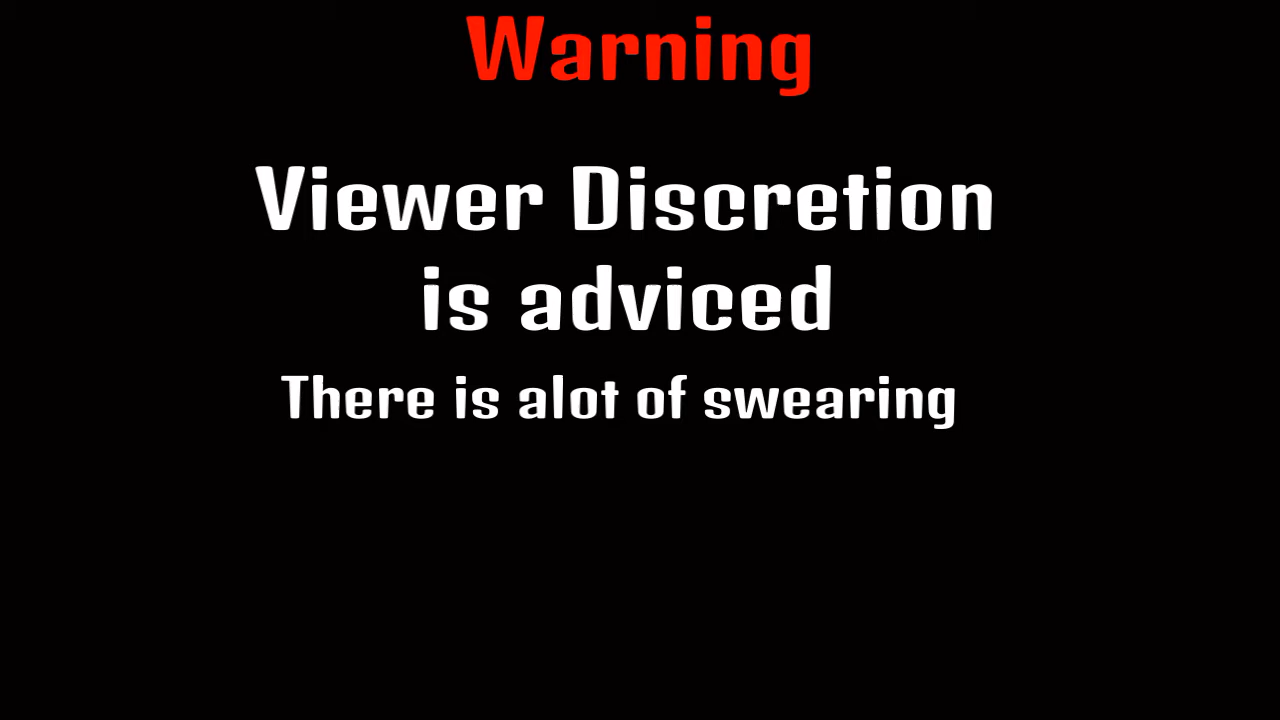 Warning
Viewer Discretion
is adviced
There is alot of swearing